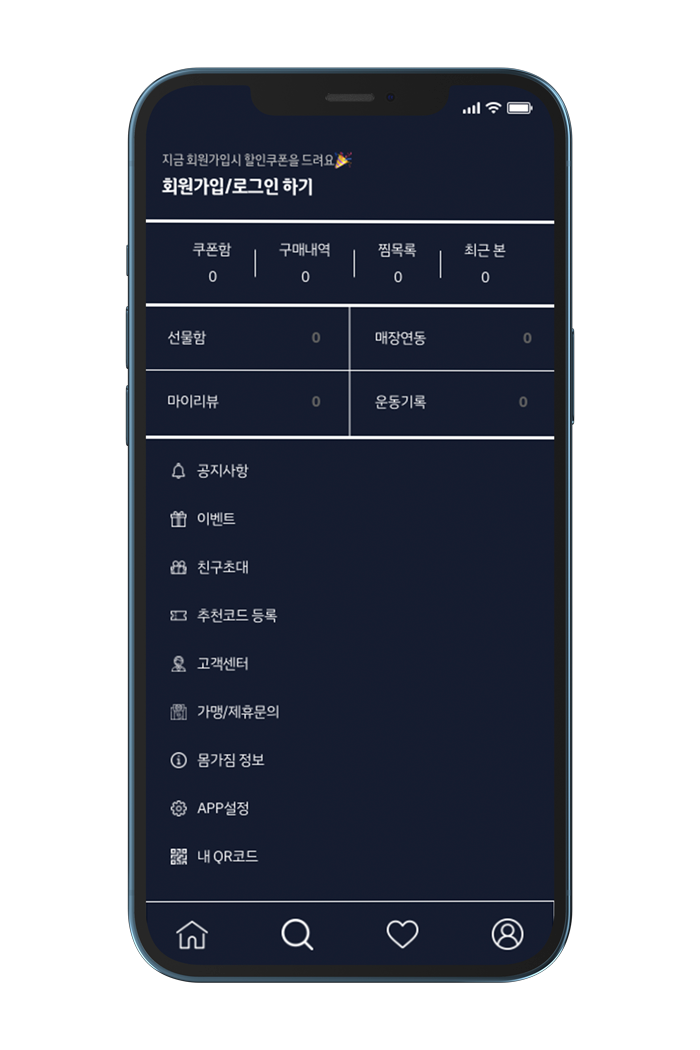 지금 회원가입시 할인쿠폰을 드려요🎉
회원가입/로그인 하기
쿠폰함 구매내역 찜목록 최근 본
0 0 0 0
선물함 0 매장연동 0
마이리뷰 0 운동기록 0
공지사항
이벤트
친구초대
추천코드 등록
고객센터
가맹/제휴문의
몸가짐 정보
APP설정
내 QR코드